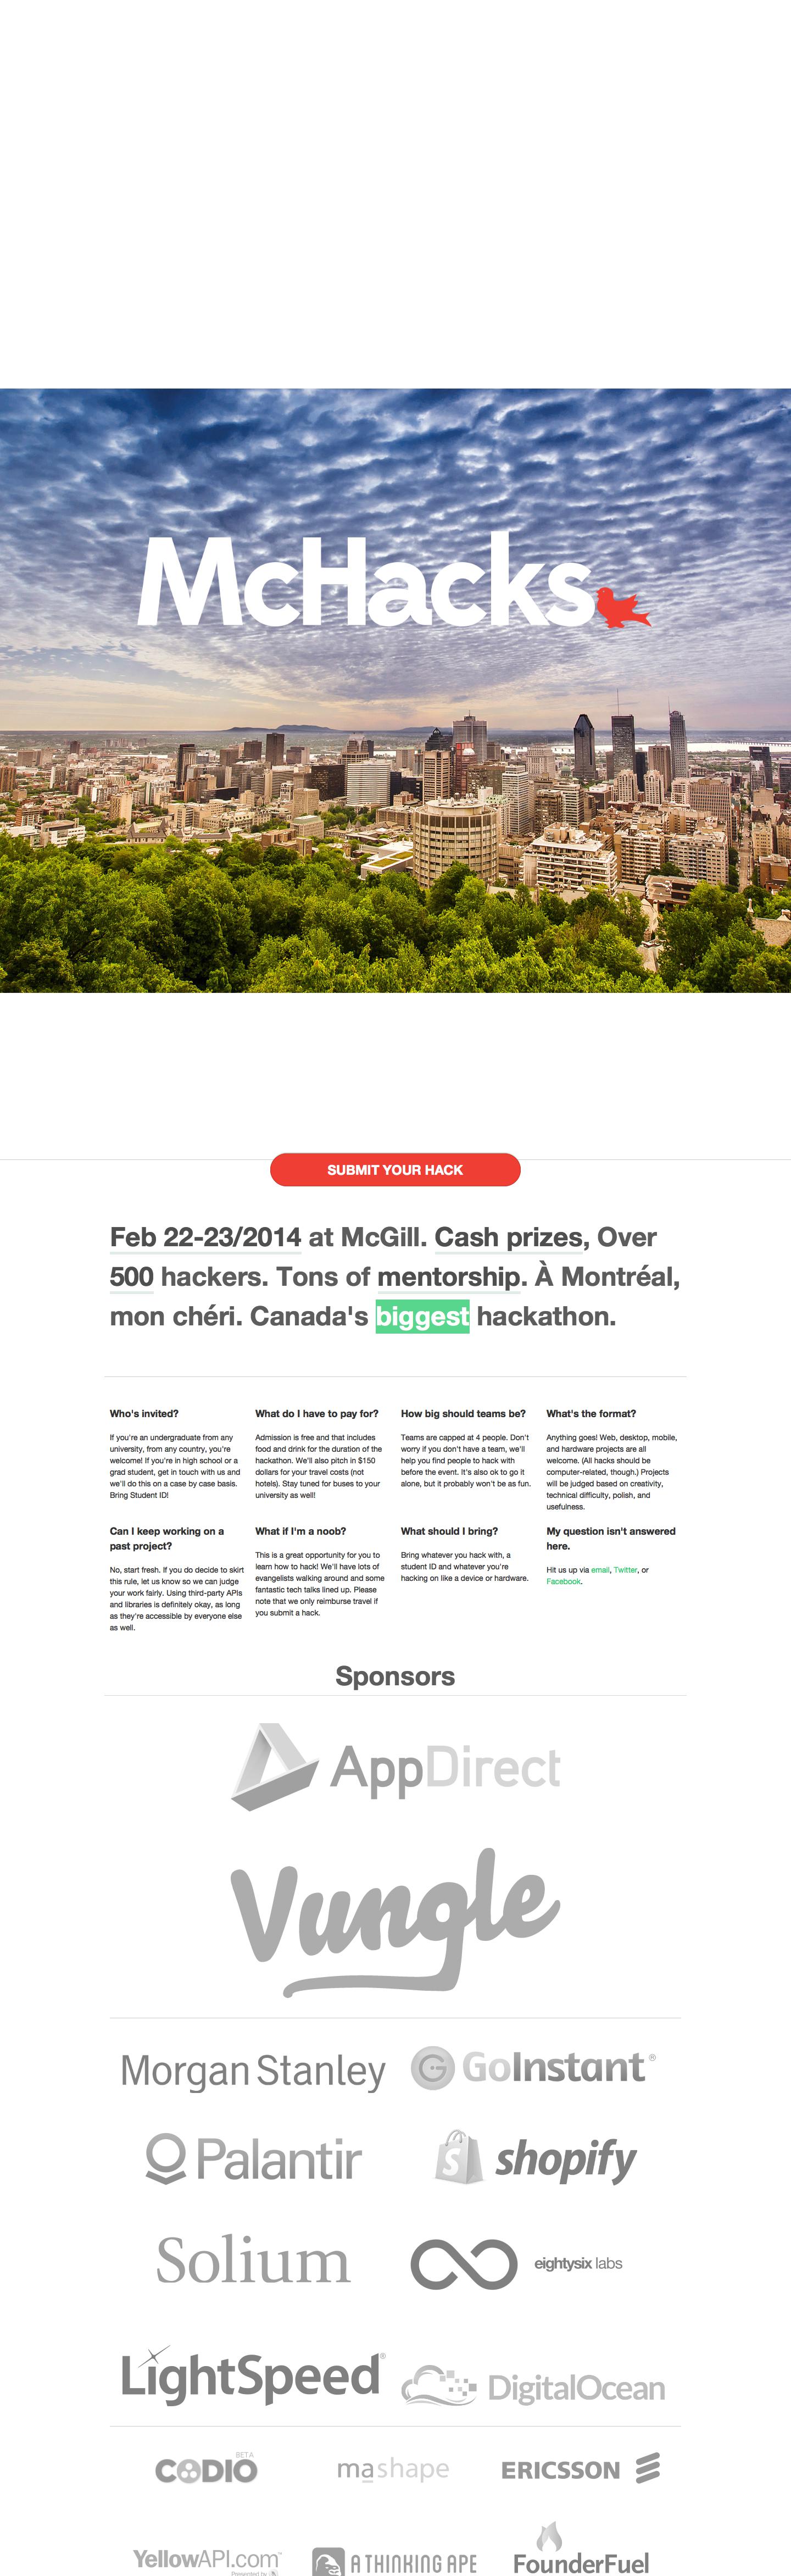 McHacks
SUBMIT YOUR HACK
Feb 22-23/2014 at McGill. Cash prizes, Over
500 hackers. Tons of mentorship. À Montréal,
mon chéri. Canada's biggest hackathon.
Who's invited?
If you're an undergraduate from any
university, from any country, you're
welcome! If you're in high school or a
grad student, get in touch with us and
we'll do this on a case by case basis.
Bring Student ID!
What do I have to pay for?
Admission is free and that includes
food and drink for the duration of the
hackathon. We'll also pitch in $150
dollars for your travel costs (not
hotels). Stay tuned for buses to your
university as well!
How big should teams be?
Teams are capped at 4 people. Don't
worry if you don't have a team, we'll
help you find people to hack with
before the event. It's also ok to go it
alone, but it probably won't be as fun.
What's the format?
Anything goes! Web, desktop, mobile,
and hardware projects are all
welcome. (All hacks should be
computer-related, though.) Projects
will be judged based on creativity,
technical difficulty, polish, and
usefulness.
Can I keep working on a
past project?
No, start fresh. If you do decide to skirt
this rule, let us know so we can judge
your work fairly. Using third-party APIs
and libraries is definitely okay, as long
as they're accessible by everyone else
as well.
What if I'm a noob?
This is a great opportunity for you to
learn how to hack! We'll have lots of
evangelists walking around and some
fantastic tech talks lined up. Please
note that we only reimburse travel if
you submit a hack.
What should I bring?
Bring whatever you hack with, a
student ID and whatever you're
hacking on like a device or hardware.
My question isn't answered
here.
Hit us up via email, Twitter, or
Facebook.
Sponsors
AppDirect
Vungle
Morgan Stanley
GoInstant®
Palantir
shopify
Solium
eightysix labs
LightSpeed®
DigitalOcean
CODIO BETA
mashape
ERICSSON
YellowAPI.com™
Presented by
A THINKING APE
FounderFuel